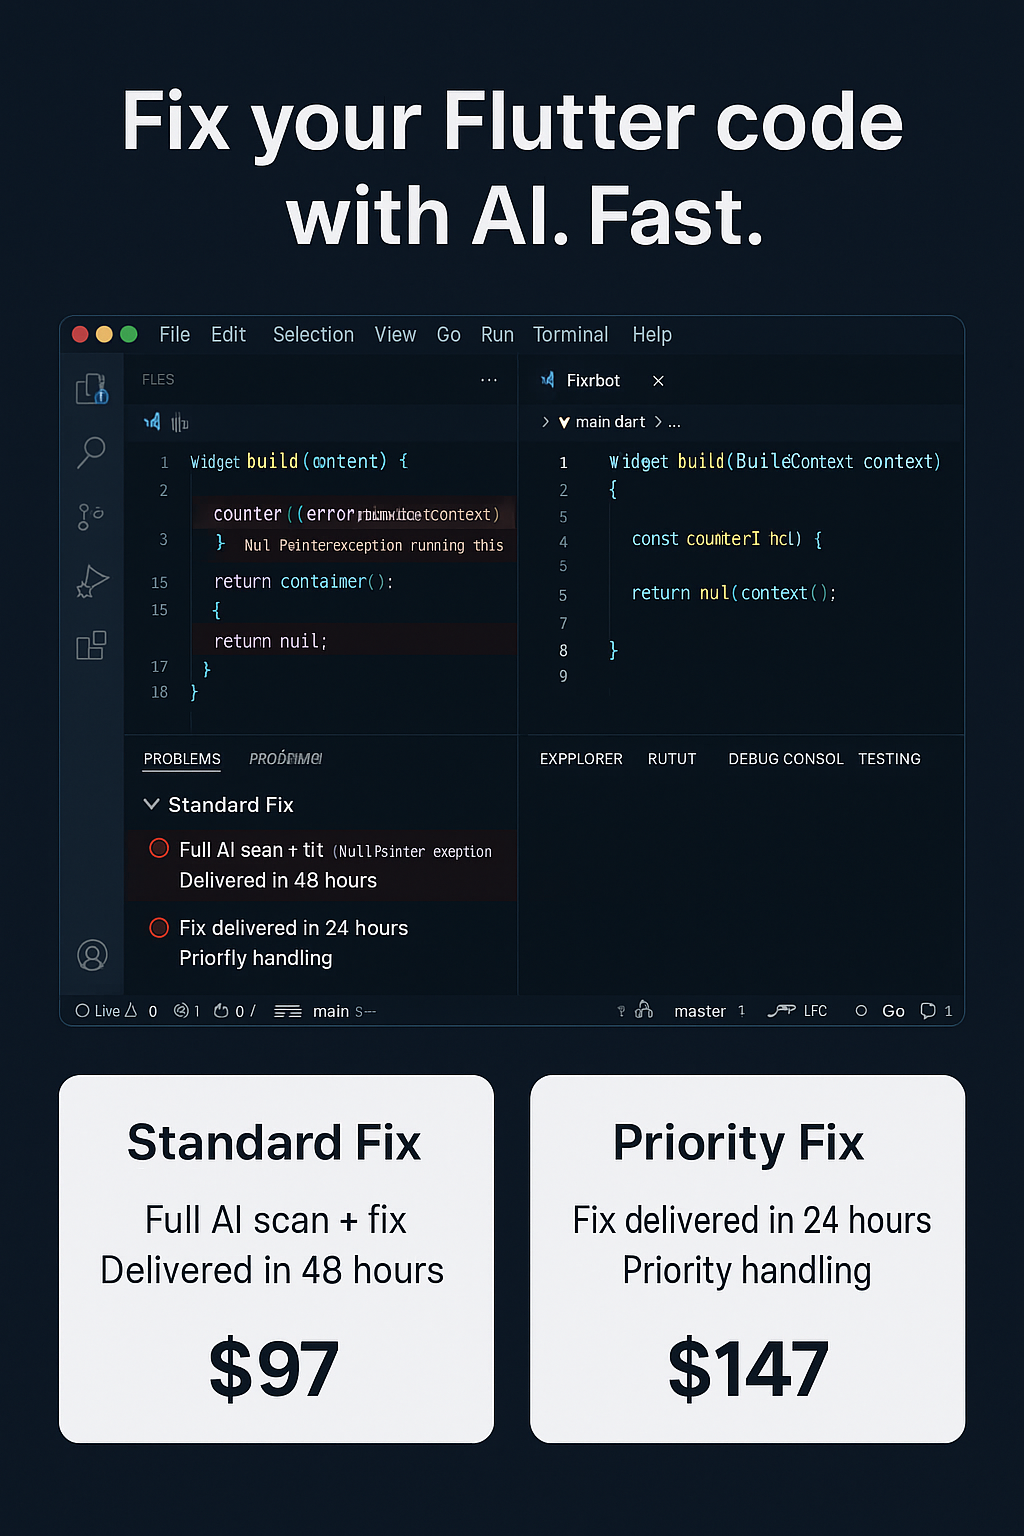 Fix your Flutter code
with AI. Fast.
File Edit Selection View Go Run Torminal Help
FLES ...
1 Widget build(content) {
2
counter((error context)
3 } Nul Peinterexception running this
15 return contaimer():
15 {
return nuil;
17 }
18 }
Fixrbot ×
> main dart > ...
1 Widget build(BuileContext context)
2 {
5
4 const counterI hcl) {
5
5 return nul(context();
7
8 }
9
PROBLEMS
Standard Fix
Full AI sean + tit (NullPsinter exeption
Delivered in 48 hours
Fix delivered in 24 hours
Priorfly handling
EXPPLORER RUTUT DEBUG CONSOL TESTING
Live 0 1 0 / main
master 1 LFC Go 1
Standard Fix
Full AI scan + fix
Delivered in 48 hours
$97
Priority Fix
Fix delivered in 24 hours
Priority handling
$147